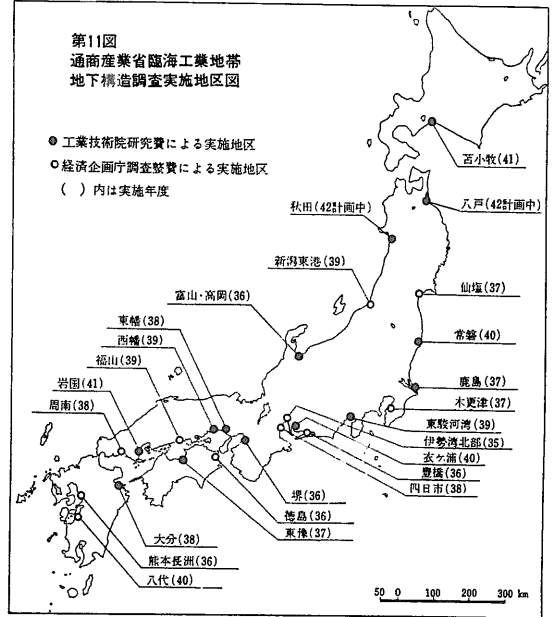 第11図
通商産業省臨海工業地帯
地下構造調査実施地区図
●工業技術院研究費による実施地区
○経済企画庁調査整費による実施地区
( )内は実施年度
苫小牧(41)
秋田(42計画中)
八戸(42計画中)
新潟東港(39)
仙塩(37)
富山・高岡(36)
東幡(38)
西幡(39)
福山(39)
岩国(41)
周南(38)
常磐(40)
鹿島(37)
木更津(37)
東駿河湾(39)
伊勢湾北部(35)
衣ケ浦(40)
豊橋(36)
四日市(38)
堺(36)
徳島(36)
東豫(37)
大分(38)
熊本長洲(36)
八代(40)
50 0 100 200 300 km